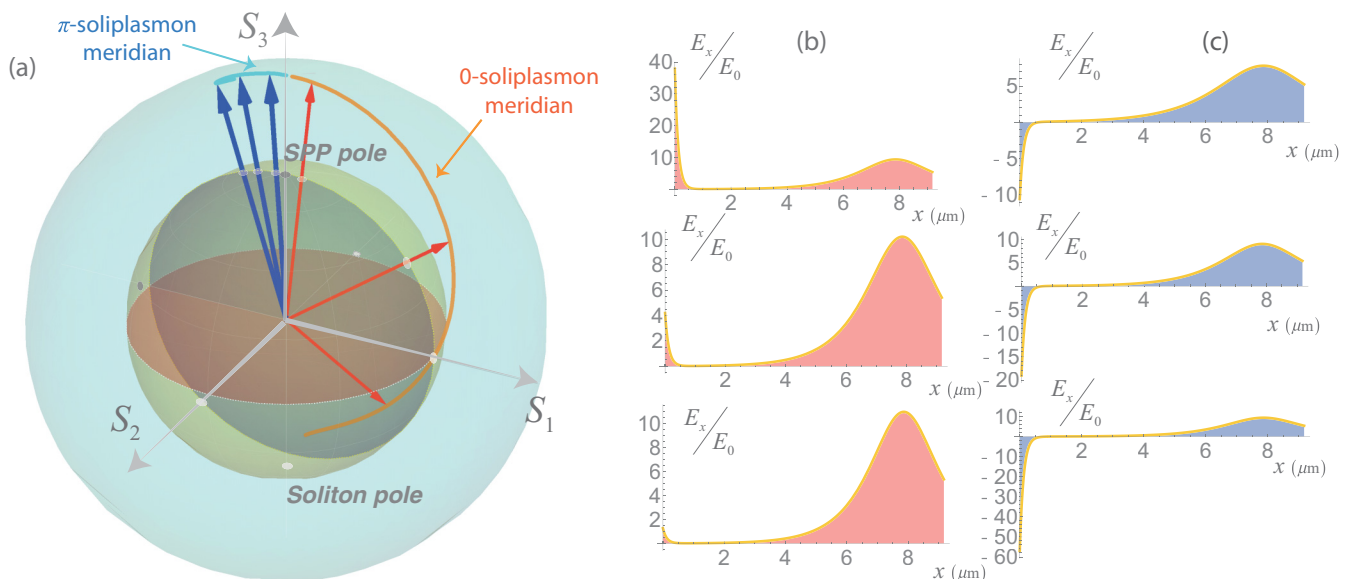 (a)
π-soliplasmon
meridian
S₃
0-soliplasmon
meridian
SPP pole
S₂
S₁
Soliton pole
(b)
Eₓ/E₀
40
30
20
10
2 4 6 8
x (μm)
Eₓ/E₀
10
8
6
4
2
2 4 6 8
x (μm)
Eₓ/E₀
10
8
6
4
2
2 4 6 8
x (μm)
(c)
Eₓ/E₀
5
2 4 6 8
x (μm)
- 5
- 10
Eₓ/E₀
10
5
2 4 6 8
x (μm)
- 5
- 10
- 15
- 20
Eₓ/E₀
10
2 4 6 8
x (μm)
- 10
- 20
- 30
- 40
- 50
- 60